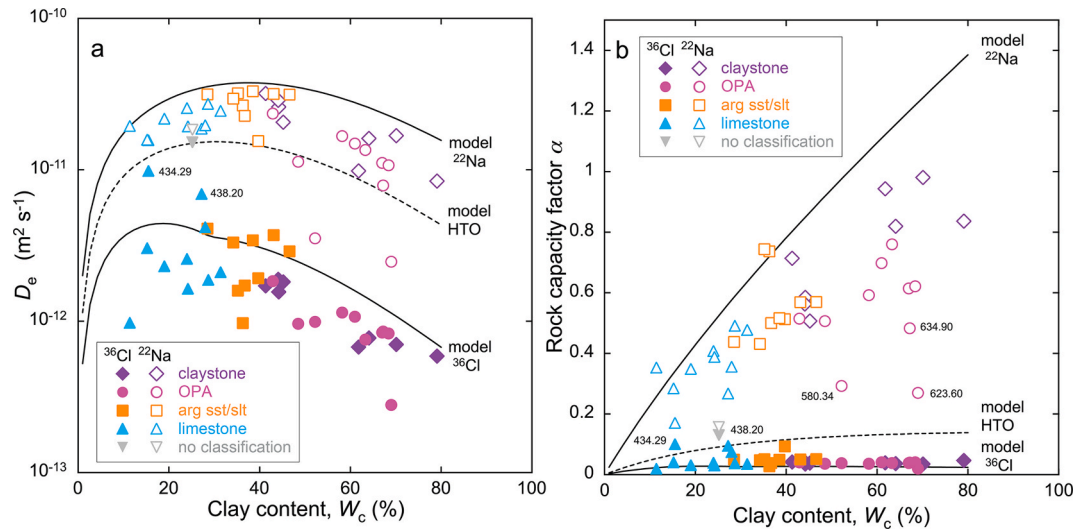 a
10-10
10-11
10-12
10-13
De (m2 s-1)
434.29
438.20
model
22Na
model
HTO
model
36Cl
36Cl 22Na
claystone
OPA
arg sst/slt
limestone
no classification
0 20 40 60 80 100
Clay content, Wc (%)
b
1.4
1.2
1
0.8
0.6
0.4
0.2
0
Rock capacity factor α
36Cl 22Na
claystone
OPA
arg sst/slt
limestone
no classification
model
22Na
634.90
580.34
623.60
434.29
438.20
model
HTO
model
36Cl
0 20 40 60 80 100
Clay content, Wc (%)